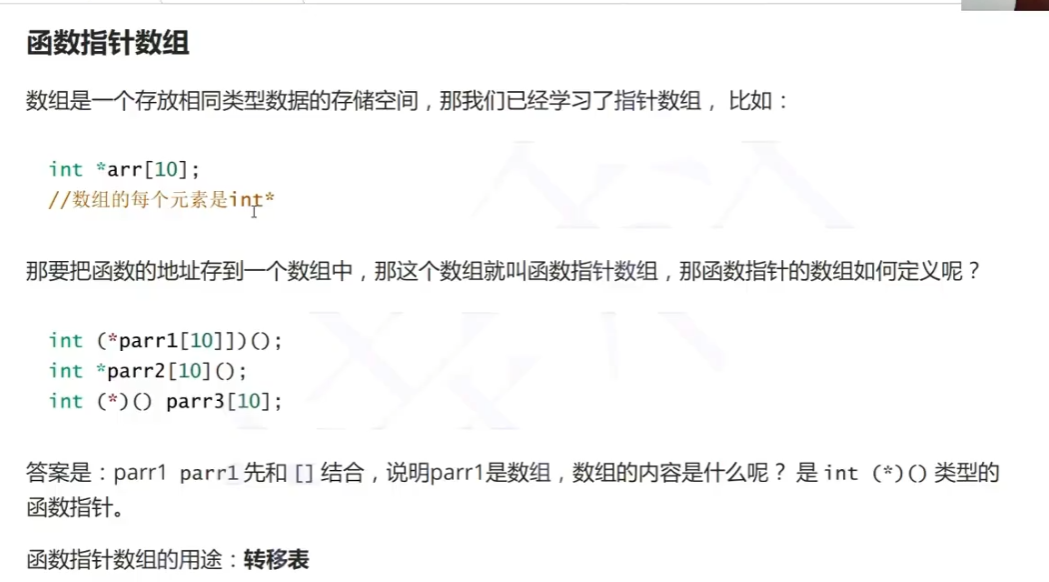 函数指针数组
数组是一个存放相同类型数据的存储空间，那我们已经学习了指针数组， 比如：
int *arr[10];
//数组的每个元素是int*
那要把函数的地址存到一个数组中，那这个数组就叫函数指针数组，那函数指针的数组如何定义呢？
int (*parr1[10]])();
int *parr2[10]();
int (*)() parr3[10];
答案是：parr1 parr1 先和 [] 结合，说明parr1是数组，数组的内容是什么呢？ 是 int (*)() 类型的
函数指针。
函数指针数组的用途：转移表